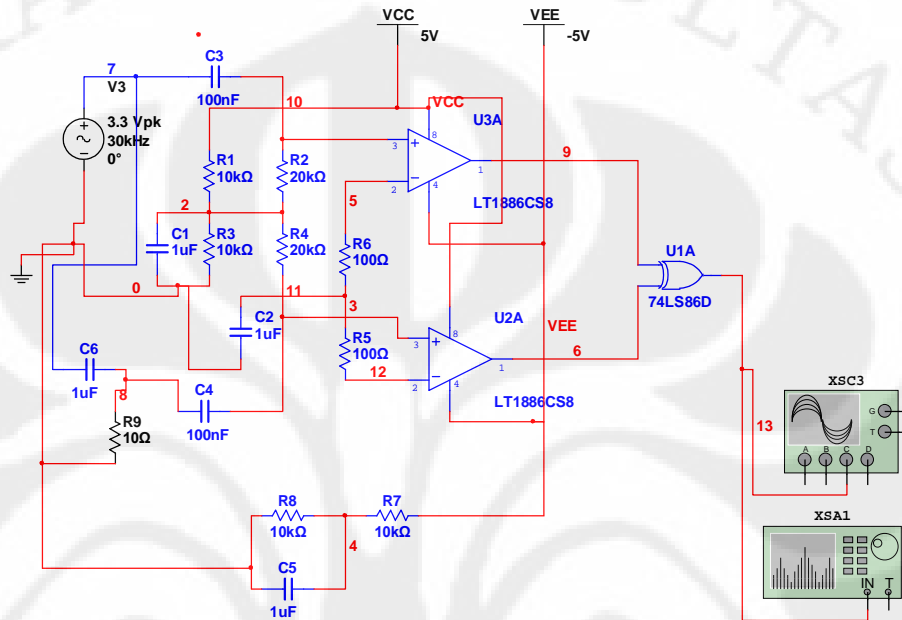 VCC
5V
VEE
-5V
7
V3
3.3 Vpk
30kHz
0°
C3
100nF
10
VCC
R1
10kΩ
R2
20kΩ
U3A
3
2
8
4
1
LT1886CS8
9
5
2
C1
1uF
R3
10kΩ
R4
20kΩ
R6
100Ω
0
11
3
C2
1uF
R5
100Ω
12
U1A
74LS86D
U2A
VEE
3
2
8
4
1
LT1886CS8
6
C6
1uF
8
C4
100nF
R9
10Ω
R8
10kΩ
R7
10kΩ
4
C5
1uF
13
XSC3
G
T
A B C D
XSA1
IN T
LTAS